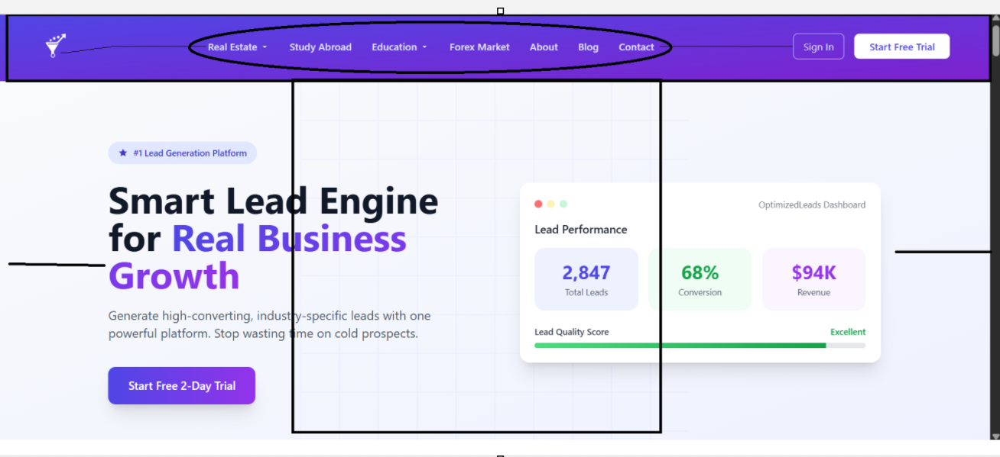 Real Estate
Study Abroad
Education
Forex Market
About
Blog
Contact
Sign In
Start Free Trial
#1 Lead Generation Platform
Smart Lead Engine
for Real Business
Growth
Generate high-converting, industry-specific leads with one
powerful platform. Stop wasting time on cold prospects.
Start Free 2-Day Trial
OptimizedLeads Dashboard
Lead Performance
2,847
Total Leads
68%
Conversion
$94K
Revenue
Lead Quality Score
Excellent